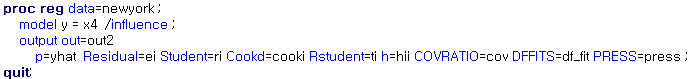 proc reg data=newyork ;
model y = x4 /influence ;
output out=out2
p=yhat Residual=ei Student=ri Cookd=cooki Rstudent=ti h=hii COVRATIO=cov DFFITS=df_fit PRESS=press ;
quit;